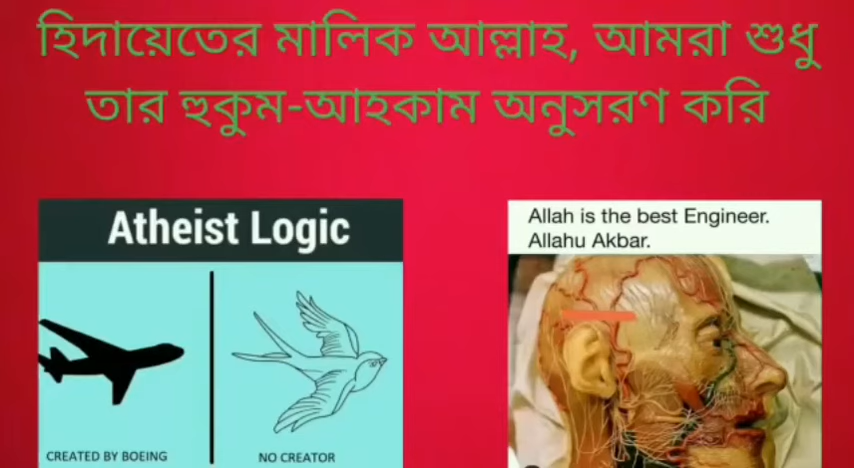 হিদায়েতের মালিক আল্লাহ, আমরা শুধু
তার হুকুম-আহকাম অনুসরণ করি
Atheist Logic
CREATED BY BOEING
NO CREATOR
Allah is the best Engineer.
Allahu Akbar.